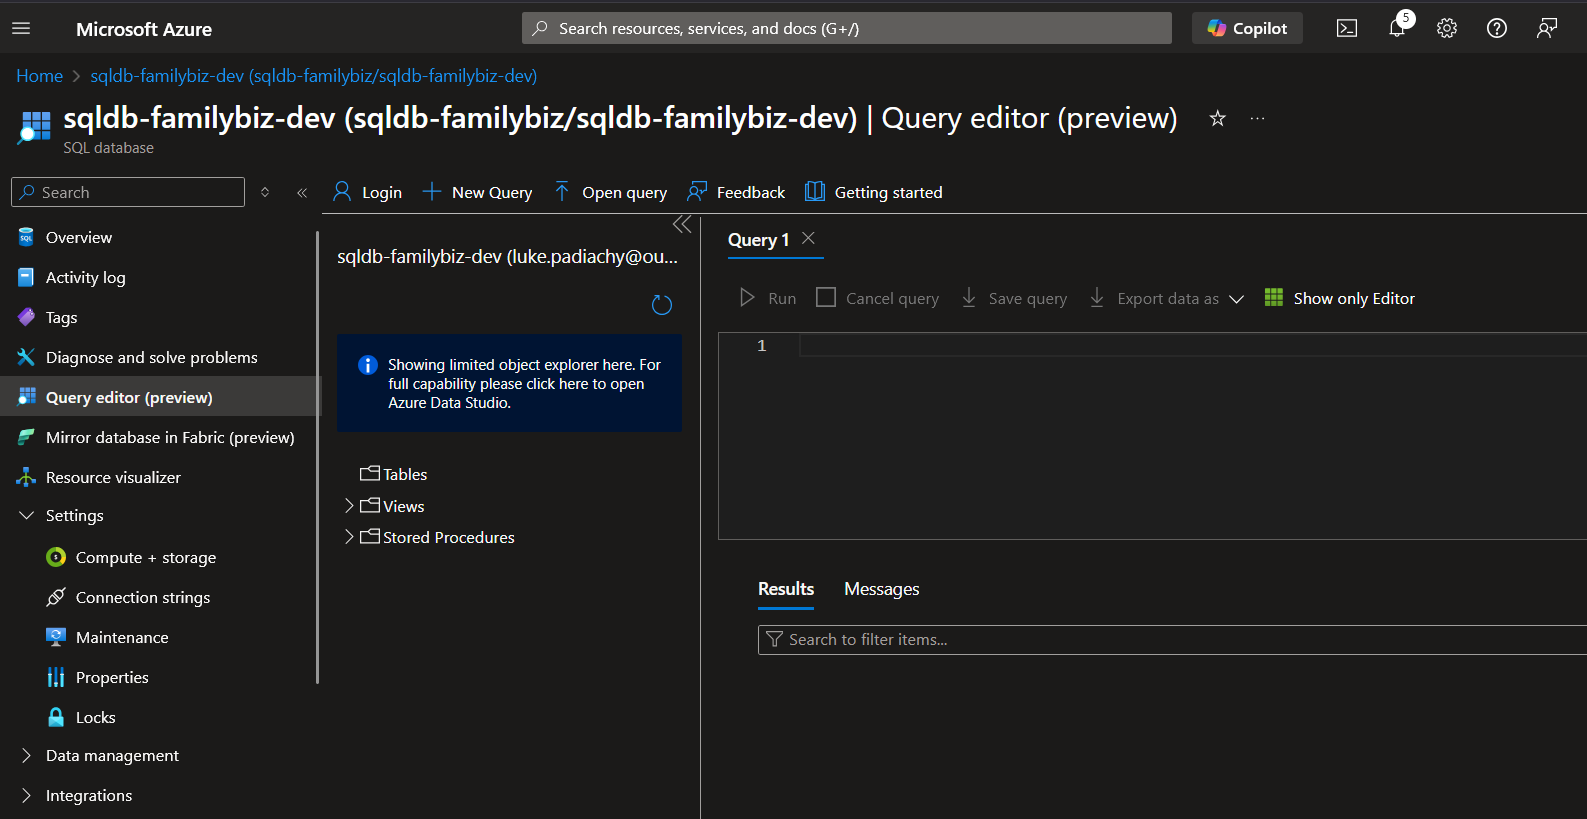 Microsoft Azure
Search resources, services, and docs (G+/)
Copilot
5
Home
sqldb-familybiz-dev (sqldb-familybiz/sqldb-familybiz-dev)
sqldb-familybiz-dev (sqldb-familybiz/sqldb-familybiz-dev) | Query editor (preview)
...
SQL database
Search
Login
New Query
Open query
Feedback
Getting started
SQL
Overview
Activity log
Tags
Diagnose and solve problems
Query editor (preview)
Mirror database in Fabric (preview)
Resource visualizer
Settings
Compute + storage
Connection strings
Maintenance
Properties
Locks
Data management
Integrations
sqldb-familybiz-dev (luke.padiachy@ou...
Showing limited object explorer here. For
full capability please click here to open
Azure Data Studio.
Tables
Views
Stored Procedures
Query 1
Run
Cancel query
Save query
Export data as
Show only Editor
1
Results
Messages
Search to filter items...